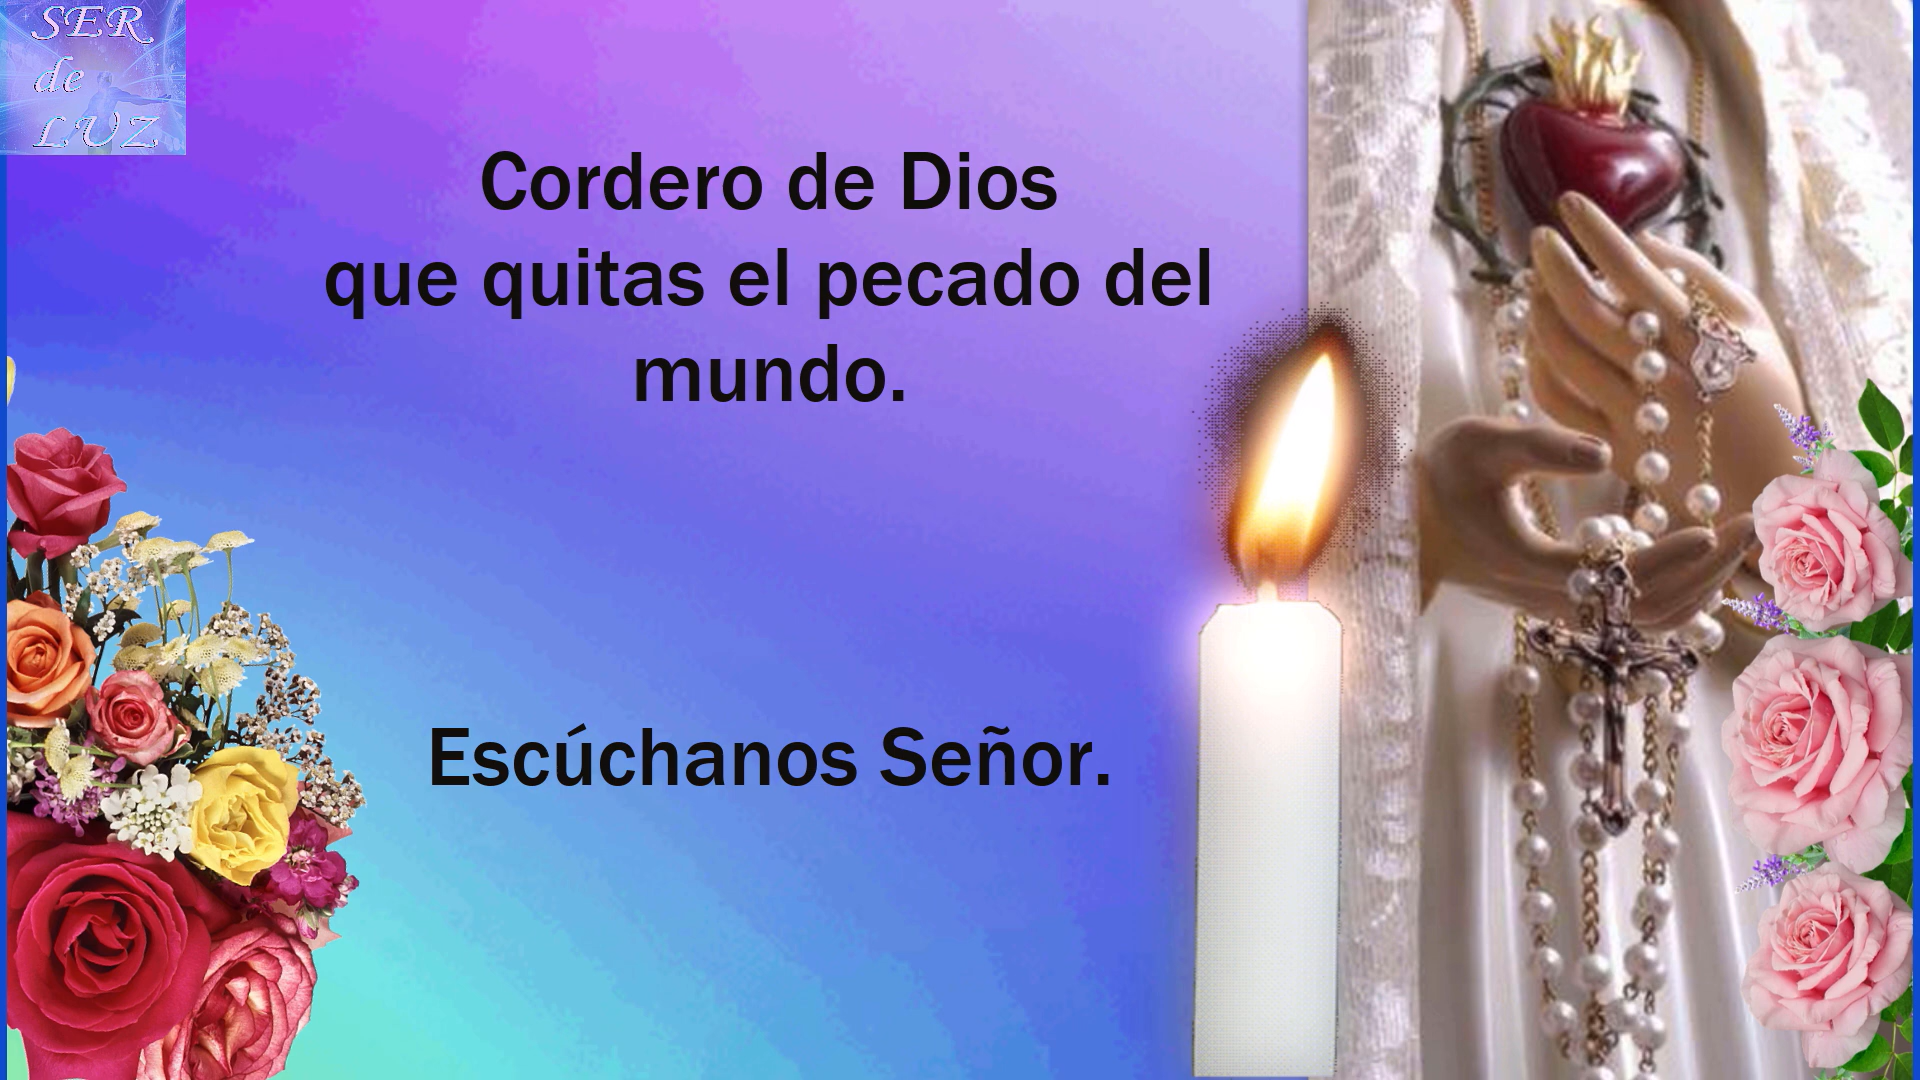 SER
de
LUZ
Cordero de Dios
que quitas el pecado del
mundo.
Escúchanos Señor.